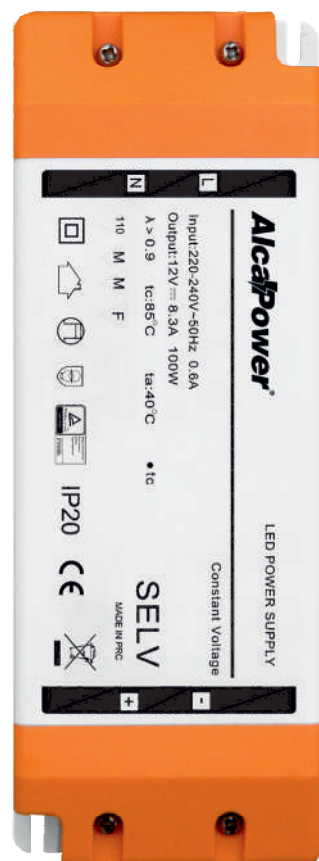 AlcaPower®
LED POWER SUPPLY
Constant Voltage
Input:220-240V~50Hz 0.6A
Output:12V⎓ 8.3A 100W
λ > 0.9 tc:85°C ta:40°C • tc
110 M M F
SELV
MADE IN PRC
IP20 CE
L
N
-
+